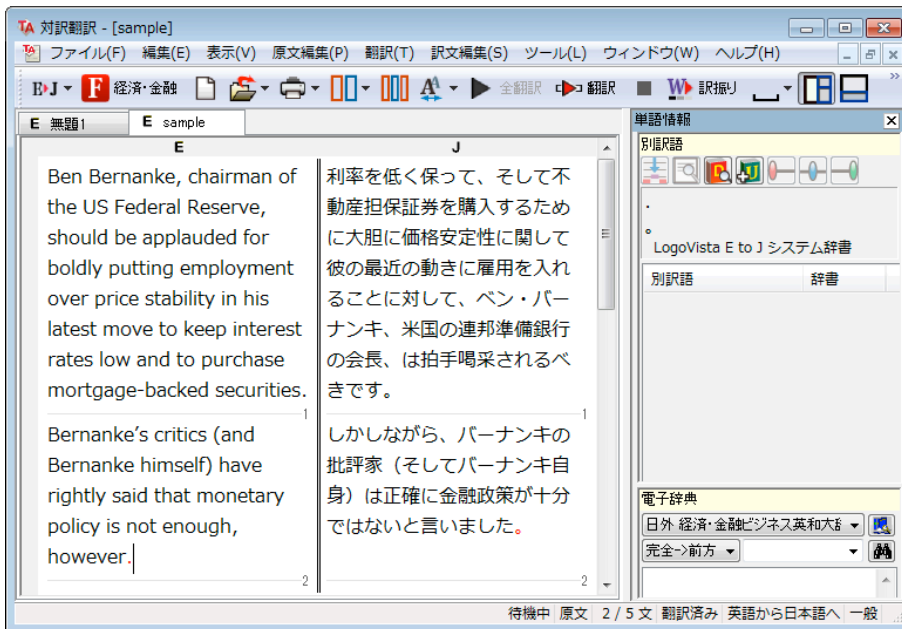 TA 対訳翻訳 - [sample]
ファイル(F) 編集(E) 表示(V) 原文編集(P) 翻訳(T) 訳文編集(S) ツール(L) ウィンドウ(W) ヘルプ(H)
E▸J F 経済・金融 全翻訳 翻訳 W 訳振り
E 無題1 E sample
単語情報
E J
別訳語
Ben Bernanke, chairman of
the US Federal Reserve,
should be applauded for
boldly putting employment
over price stability in his
latest move to keep interest
rates low and to purchase
mortgage-backed securities.
1
利率を低く保って、そして不
動産担保証券を購入するため
に大胆に価格安定性に関して
彼の最近の動きに雇用を入れ
ることに対して、ベン・バー
ナンキ、米国の連邦準備銀行
の会長、は拍手喝采されるべ
きです。
1
Bernanke’s critics (and
Bernanke himself) have
rightly said that monetary
policy is not enough,
however.
2
しかしながら、バーナンキの
批評家（そしてバーナンキ自
身）は正確に金融政策が十分
ではないと言いました。
2
.
。
LogoVista E to J システム辞書
別訳語 辞書
電子辞典
日外 経済・金融ビジネス英和大
完全->前方
待機中 原文 2 / 5 文 翻訳済み 英語から日本語へ 一般